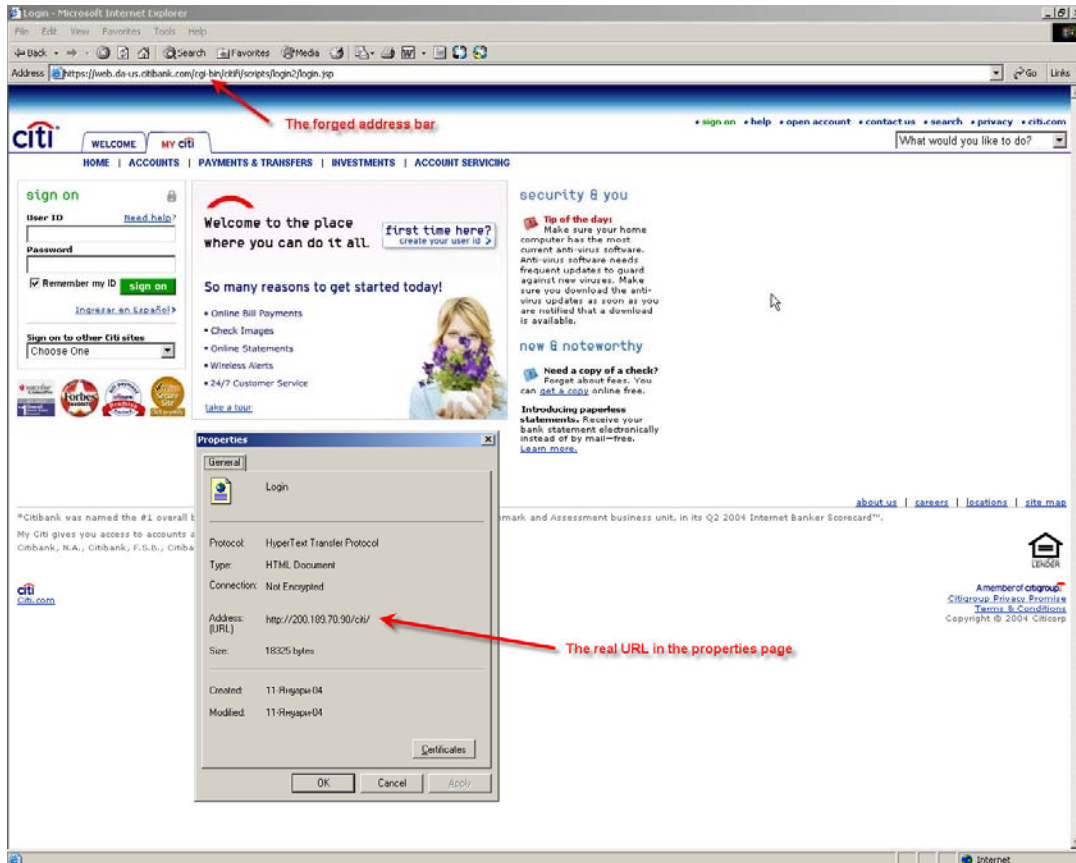 Login - Microsoft Internet Explorer
File Edit View Favorites Tools Help
Back Search Favorites Media
Address https://web.da-us.citibank.com/cgi-bin/citifi/scripts/login2/login.jsp Go Links
The forged address bar
• sign on • help • open account • contact us • search • privacy • citi.com
citi WELCOME MY citi
What would you like to do?
HOME | ACCOUNTS | PAYMENTS & TRANSFERS | INVESTMENTS | ACCOUNT SERVICING
sign on
User ID Need help?
Password
Remember my ID sign on
Ingresar en Español>
Sign on to other Citi sites
Choose One
Forbes
Welcome to the place
where you can do it all.
first time here?
create your user id >
So many reasons to get started today!
• Online Bill Payments
• Check Images
• Online Statements
• Wireless Alerts
• 24/7 Customer Service
take a tour
security & you
Tip of the day:
Make sure your home
computer has the most
current anti-virus software.
Anti-virus software needs
frequent updates to guard
against new viruses. Make
sure you download the anti-
virus updates as soon as you
are notified that a download
is available.
new & noteworthy
Need a copy of a check?
Forget about fees. You
can get a copy online free.
Introducing paperless
statements. Receive your
bank statement electronically
instead of by mail—free.
Learn more.
Properties
General
Login
Protocol: HyperText Transfer Protocol
Type: HTML Document
Connection: Not Encrypted
Address: (URL) http://200.189.70.90/citi/
The real URL in the properties page
Size: 18325 bytes
Created: 11-Януари-04
Modified: 11-Януари-04
Certificates
OK Cancel Apply
about us | careers | locations | site map
*Citibank was named the #1 overall mark and Assessment business unit, in its Q2 2004 Internet Banker Scorecard™.
My Citi gives you access to accounts
Citibank, N.A., Citibank, F.S.B., Citiba
LENDER
citi
Citi.com
A member of citigroup
Citigroup Privacy Promise
Terms & Conditions
Copyright © 2004 Citicorp
Internet